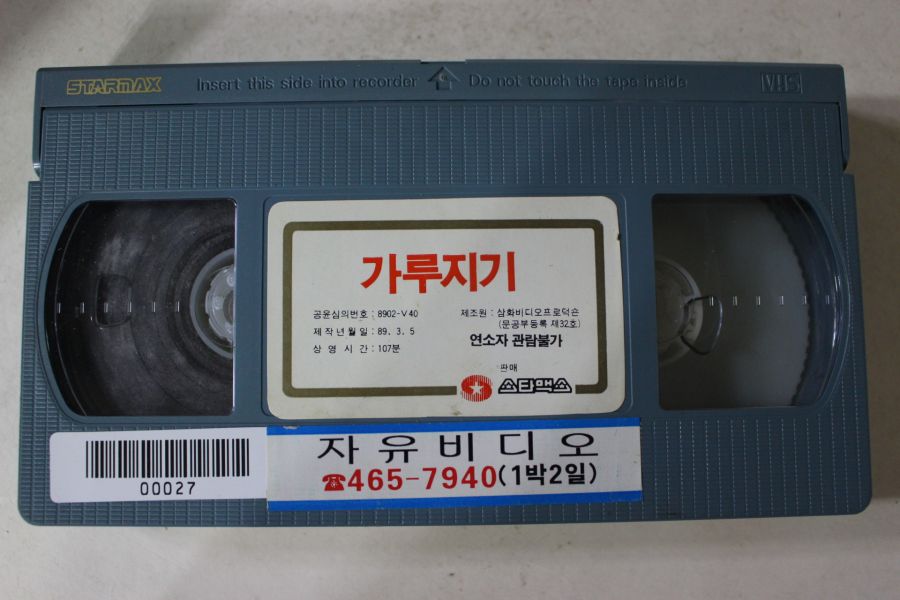 STARMAX Insert this side into recorder Do not touch the tape inside VHS
가루지기
공윤심의번호 : 8902-V40
제작년월일 : 89. 3. 5
상영시간 : 107분
제조원 : 삼화비디오프로덕숀
(문공부등록 제32호)
연소자 관람불가
판매
스타맥스
00027
자유비디오
☎465-7940(1박2일)